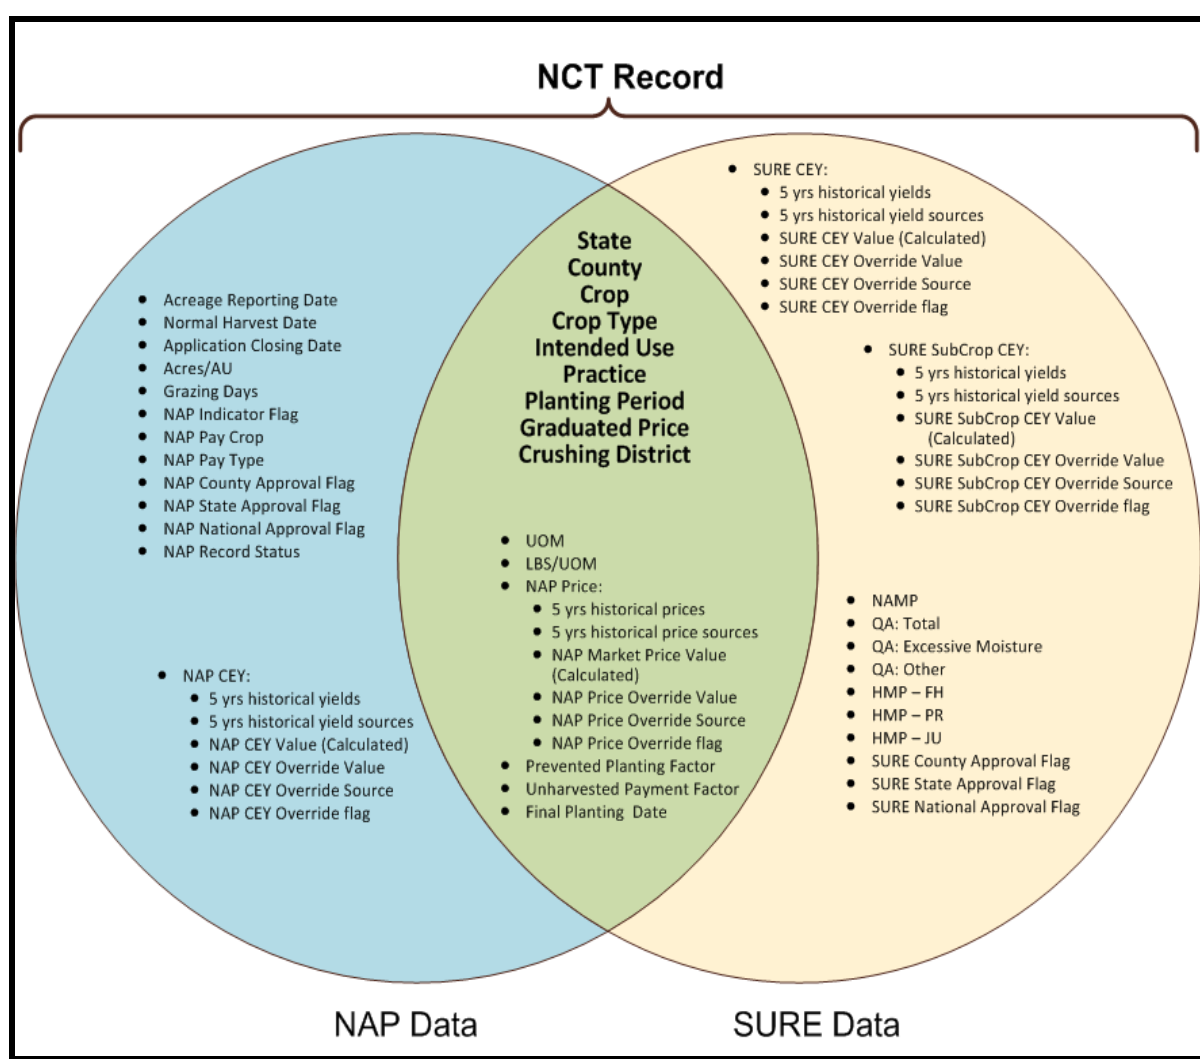 NCT Record
Acreage Reporting Date
Normal Harvest Date
Application Closing Date
Acres/AU
Grazing Days
NAP Indicator Flag
NAP Pay Crop
NAP Pay Type
NAP County Approval Flag
NAP State Approval Flag
NAP National Approval Flag
NAP Record Status
NAP CEY:
5 yrs historical yields
5 yrs historical yield sources
NAP CEY Value (Calculated)
NAP CEY Override Value
NAP CEY Override Source
NAP CEY Override flag
State
County
Crop
Crop Type
Intended Use
Practice
Planting Period
Graduated Price
Crushing District
UOM
LBS/UOM
NAP Price:
5 yrs historical prices
5 yrs historical price sources
NAP Market Price Value
(Calculated)
NAP Price Override Value
NAP Price Override Source
NAP Price Override flag
Prevented Planting Factor
Unharvested Payment Factor
Final Planting Date
SURE CEY:
5 yrs historical yields
5 yrs historical yield sources
SURE CEY Value (Calculated)
SURE CEY Override Value
SURE CEY Override Source
SURE CEY Override flag
SURE SubCrop CEY:
5 yrs historical yields
5 yrs historical yield sources
SURE SubCrop CEY Value
(Calculated)
SURE SubCrop CEY Override Value
SURE SubCrop CEY Override Source
SURE SubCrop CEY Override flag
NAMP
QA: Total
QA: Excessive Moisture
QA: Other
HMP – FH
HMP – PR
HMP – JU
SURE County Approval Flag
SURE State Approval Flag
SURE National Approval Flag
NAP Data
SURE Data